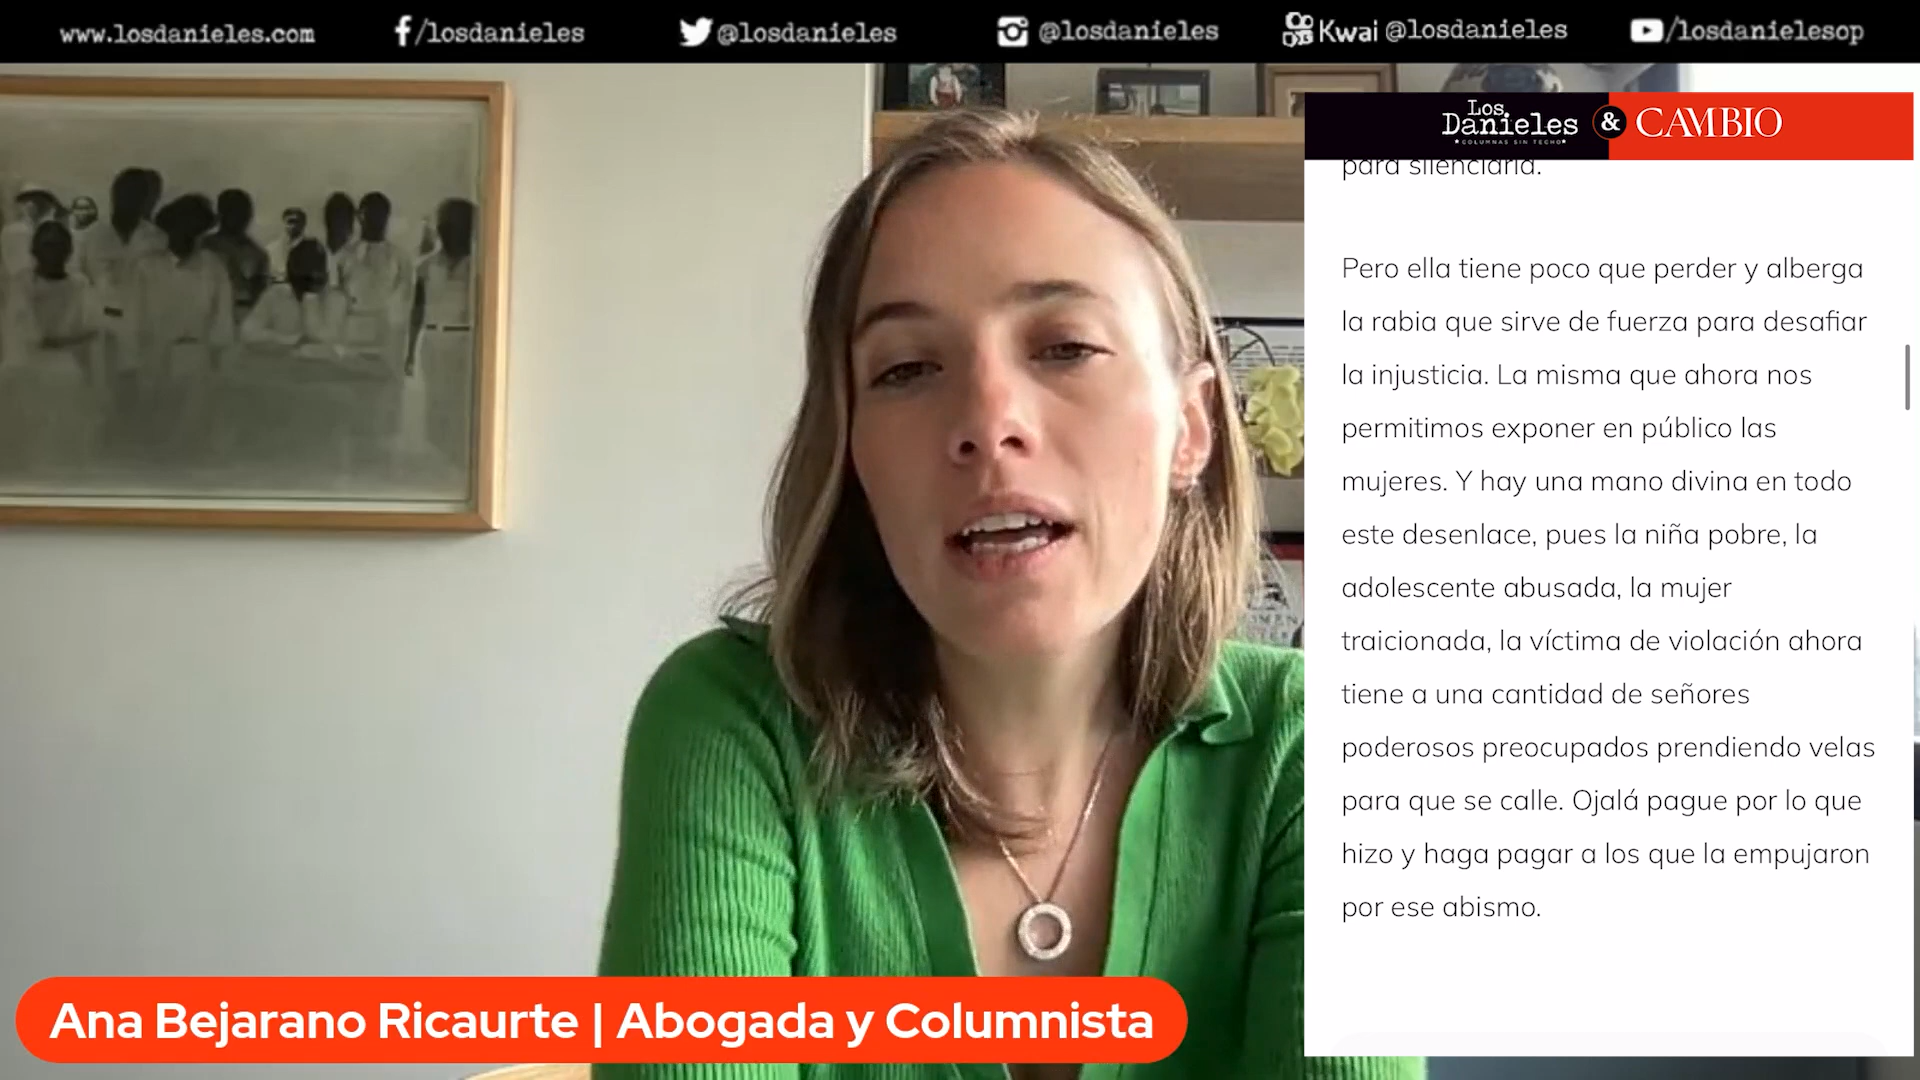 www.losdanieles.com
/losdanieles
@losdanieles
@losdanieles
Kwai @losdanieles
/losdanielesop
Los Danieles & CAMBIO
COLUMNAS SIN TECHO
para silenciarla.
Pero ella tiene poco que perder y alberga
la rabia que sirve de fuerza para desafiar
la injusticia. La misma que ahora nos
permitimos exponer en público las
mujeres. Y hay una mano divina en todo
este desenlace, pues la niña pobre, la
adolescente abusada, la mujer
traicionada, la víctima de violación ahora
tiene a una cantidad de señores
poderosos preocupados prendiendo velas
para que se calle. Ojalá pague por lo que
hizo y haga pagar a los que la empujaron
por ese abismo.
Ana Bejarano Ricaurte | Abogada y Columnista